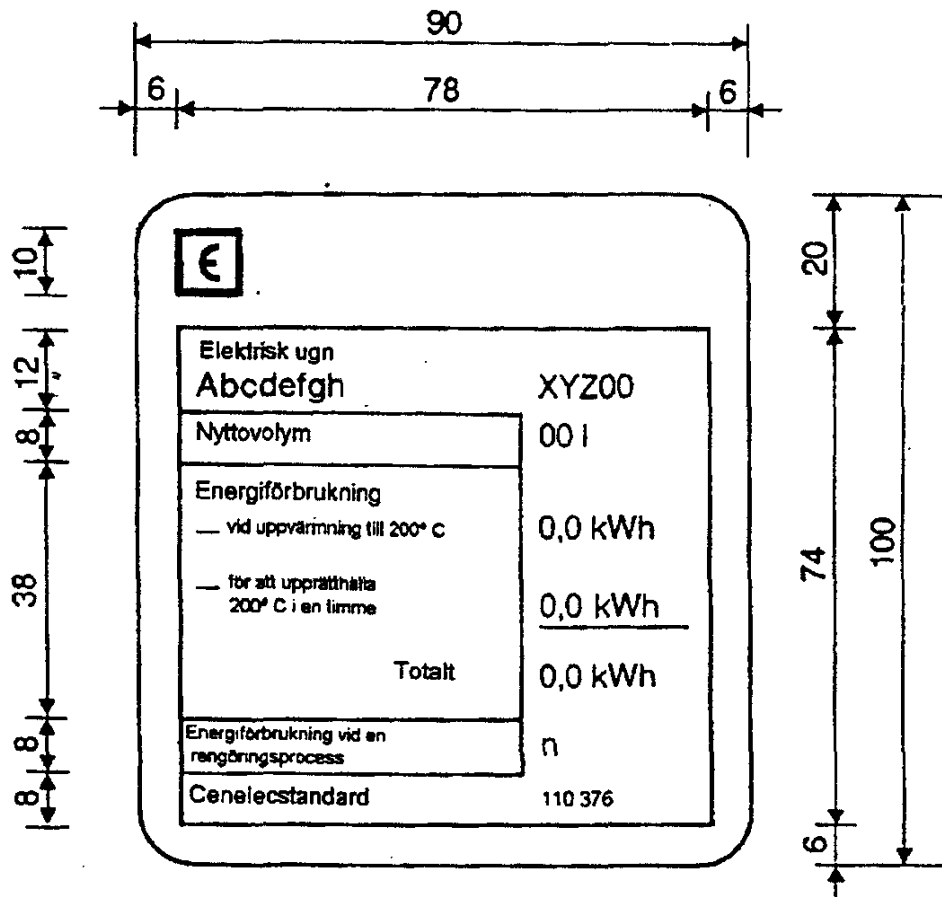 90
6 78 6
10
20
є
12
Elektrisk ugn
Abcdefgh XYZ00
8
Nyttovolym 00 l
38
Energiförbrukning
— vid uppvärmning till 200° C 0,0 kWh
74
100
— för att upprätthålla
200° C i en timme 0,0 kWh
Totalt 0,0 kWh
8
Energiförbrukning vid en
rengöringsprocess n
8
Cenelecstandard 110 376
6